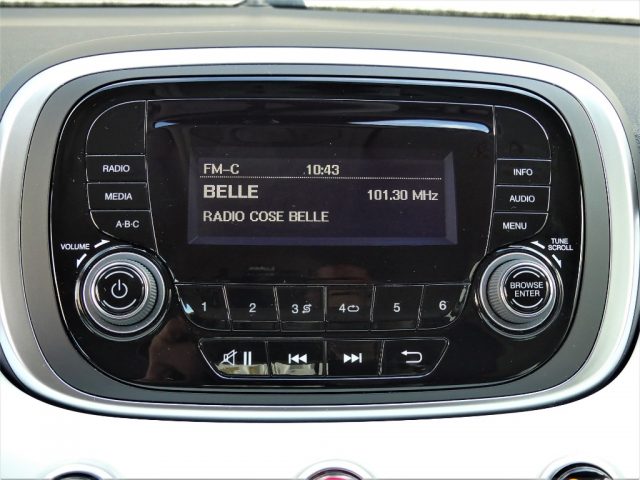 FM-C 10:43
BELLE 101.30 MHz
RADIO COSE BELLE
RADIO
MEDIA
A-B-C
INFO
AUDIO
MENU
VOLUME
TUNE
SCROLL
BROWSE
ENTER
1 2 3 4 5 6